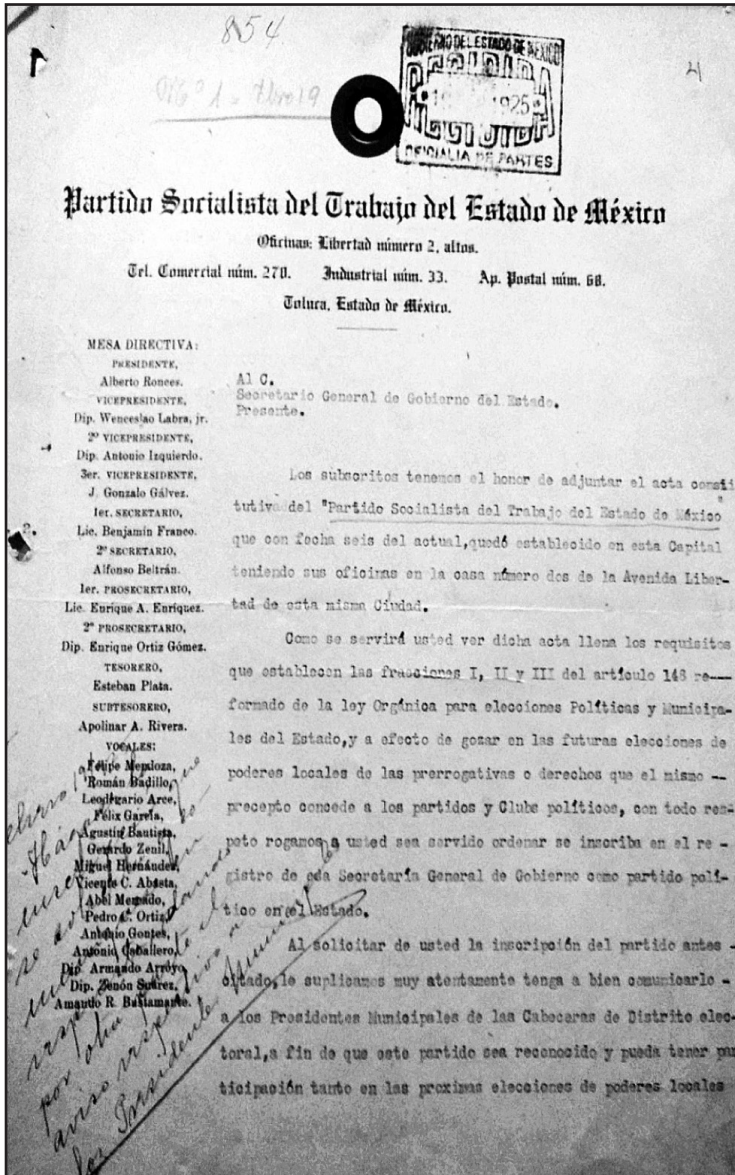 854
4
GOBIERNO DEL ESTADO DE MEXICO
RECIBIDA
1925
RECIBIDA
OFICIALIA DE PARTES
Partido Socialista del Trabajo del Estado de México
Oficinas: Libertad número 2, altos.
Tel. Comercial núm. 270. Industrial núm. 33. Ap. Postal núm. 68.
Toluca, Estado de México.
MESA DIRECTIVA:
PRESIDENTE,
Alberto Ronces.
VICEPRESIDENTE,
Dip. Wenceslao Labra, jr.
2º VICEPRESIDENTE,
Dip. Antonio Izquierdo.
3er. VICEPRESIDENTE,
J. Gonzalo Gálvez.
1er. SECRETARIO,
Lic. Benjamín Franco.
2º SECRETARIO,
Alfonso Beltrán.
1er. PROSECRETARIO,
Lic. Enrique A. Enríquez.
2º PROSECRETARIO,
Dip. Enrique Ortiz Gómez.
TESORERO,
Esteban Plata.
SUBTESORERO,
Apolinar A. Rivera.
VOCALES:
Felipe Mendoza,
Román Badillo,
Leodegario Arce,
Félix García,
Agustín Bautista,
Gerardo Zenil,
Miguel Hernández,
Vicente C. Abasta,
Abel Mercado,
Pedro C. Ortiz,
Antonio Gontes,
Antonio Caballero,
Dip. Armando Arroyo
Dip. Zenón Suárez,
Amando R. Bustamante.
Al C.
Secretario General de Gobierno del Estado.
Presente.
Los subscritos tenemos el honor de adjuntar el acta consti
tutiva del "Partido Socialista del Trabajo del Estado de México"
que con fecha seis del actual,quedó establecido en esta Capital
teniendo sus oficinas en la casa número dos de la Avenida Liber-
tad de esta misma Ciudad.
Como se servirá usted ver dicha acta llena los requisitos
que establecen las fracciones I, II y III del artículo 148 re---
formado de la ley Orgánica para elecciones Políticas y Municipa-
les del Estado,y a efecto de gozar en las futuras elecciones de
poderes locales de las prerrogativas o derechos que el mismo --
precepto concede a los partidos y Clubs políticos, con todo res-
peto rogamos a usted sea servido ordenar se inscriba en el re -
gistro de esa Secretaría General de Gobierno como partido polí-
tico en el Estado.
Al solicitar de usted la inscripción del partido antes -
citado,le suplicamos muy atentamente tenga a bien comunicarlo -
a los Presidentes Municipales de las Cabeceras de Distrito elec-
toral,a fin de que este partido sea reconocido y pueda tener par
ticipación tanto en las proximas elecciones de poderes locales
que
se
por
aviso respectivo a
los Presidentes Municipales